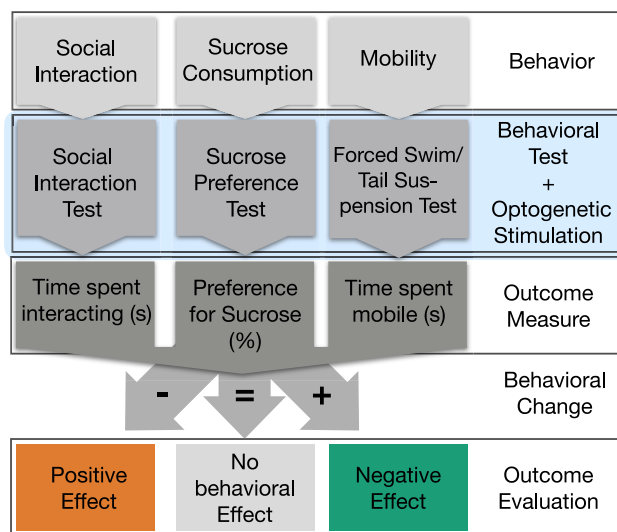 Social
Interaction
Sucrose
Consumption
Mobility
Behavior
Social
Interaction
Test
Sucrose
Preference
Test
Forced Swim/
Tail Sus-
pension Test
Behavioral
Test
+
Optogenetic
Stimulation
Time spent
interacting (s)
Preference
for Sucrose
(%)
Time spent
mobile (s)
Outcome
Measure
-
=
+
Behavioral
Change
Positive
Effect
No
behavioral
Effect
Negative
Effect
Outcome
Evaluation